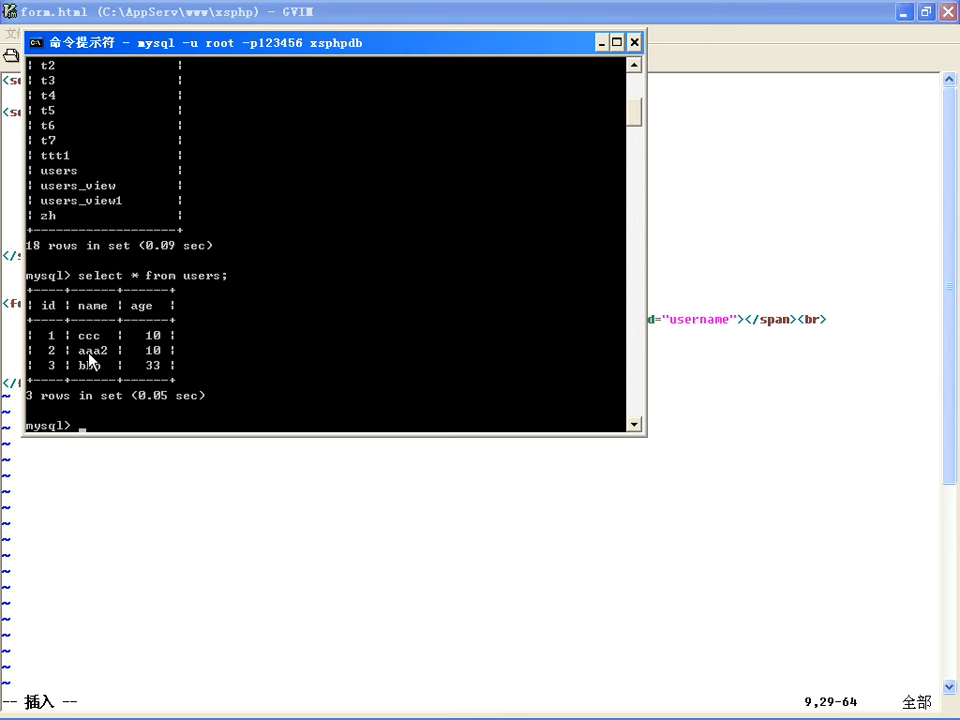 form.html (C:\AppServ\www\xsphp) - GVIM
命令提示符 - mysql -u root -p123456 xsphpdb
| t2 |
| t3 |
| t4 |
| t5 |
| t6 |
| t7 |
| ttt1 |
| users |
| users_view |
| users_view1 |
| zh |
+------------------+
18 rows in set (0.09 sec)
mysql> select * from users;
+----+------+------+
| id | name | age |
+----+------+------+
| 1 | ccc | 10 |
| 2 | aaa2 | 10 |
| 3 | bbb | 33 |
+----+------+------+
3 rows in set (0.05 sec)
mysql> _
d="username"></span><br>
-- 插入 --
9,29-64
全部